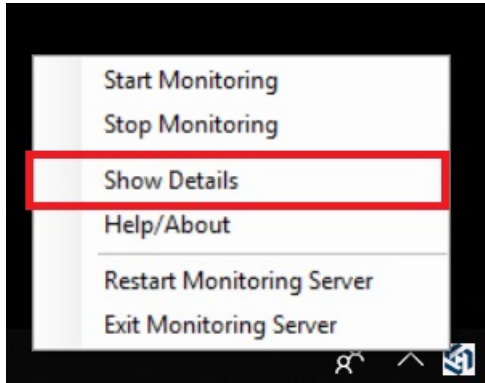 Start Monitoring
Stop Monitoring
Show Details
Help/About
Restart Monitoring Server
Exit Monitoring Server